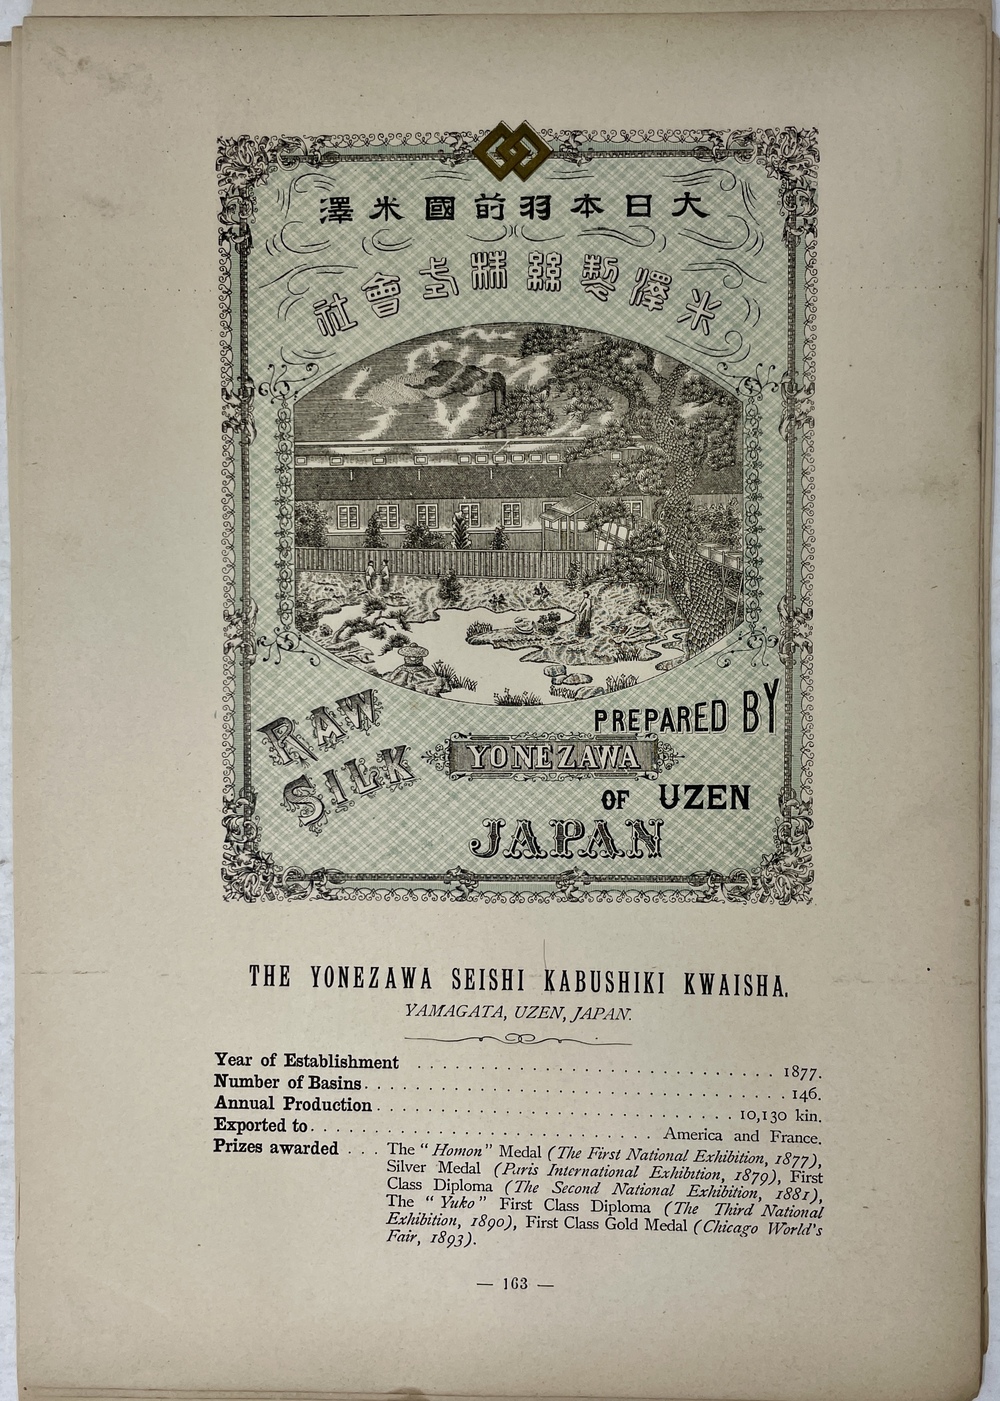 大日本羽前國米澤
米澤製絲株式會社
RAW
SILK
PREPARED BY
YONEZAWA
OF UZEN
JAPAN
THE YONEZAWA SEISHI KABUSHIKI KWAISHA.
YAMAGATA, UZEN, JAPAN.
Year of Establishment . . . . . . . . . . . . . . . . . . . . . . . . . . . . 1877.
Number of Basins . . . . . . . . . . . . . . . . . . . . . . . . . . . . . . . . . 146.
Annual Production . . . . . . . . . . . . . . . . . . . . . . . . . . . . 10,130 kin.
Exported to . . . . . . . . . . . . . . . . . . . . . . . . . . . America and France.
Prizes awarded . . . The "Homon" Medal (The First National Exhibition, 1877),
Silver Medal (Paris International Exhibition, 1879), First
Class Diploma (The Second National Exhibition, 1881),
The "Yuko" First Class Diploma (The Third National
Exhibition, 1890), First Class Gold Medal (Chicago World's
Fair, 1893).
— 163 —